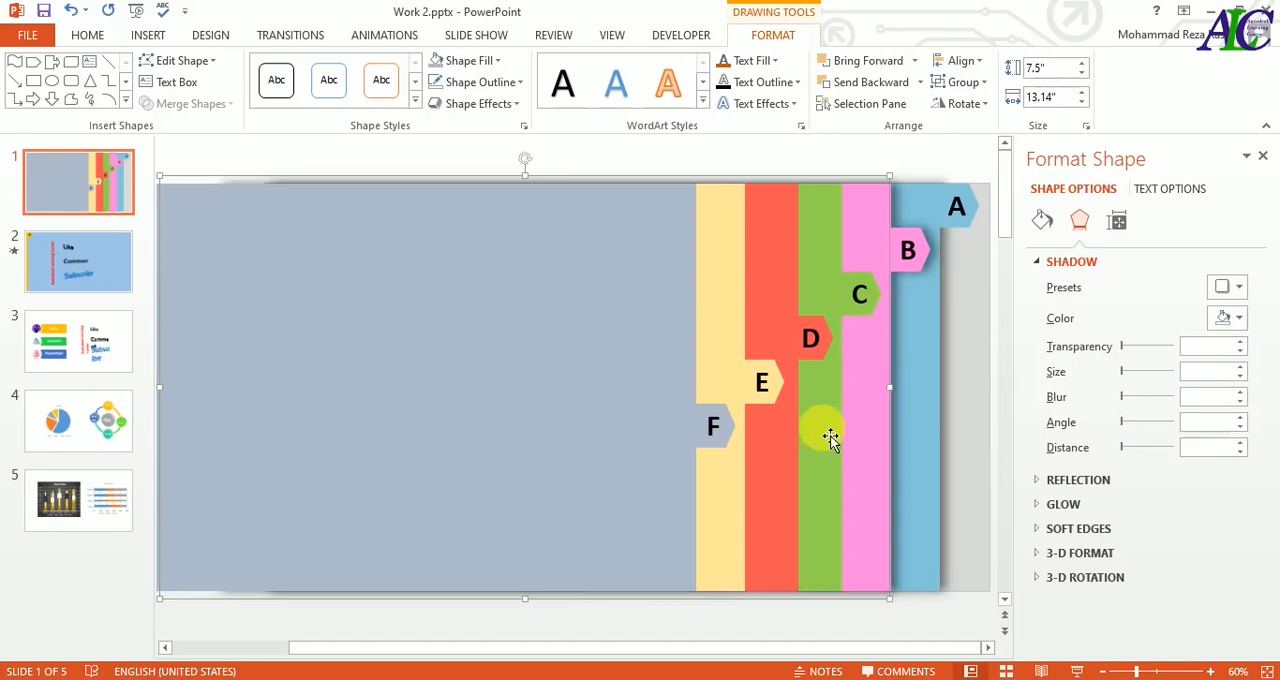 Work 2.pptx - PowerPoint
DRAWING TOOLS
FILE
HOME
INSERT
DESIGN
TRANSITIONS
ANIMATIONS
SLIDE SHOW
REVIEW
VIEW
DEVELOPER
FORMAT
Mohammad Reza
ALC
Edit Shape
Text Box
Merge Shapes
Insert Shapes
Abc
Abc
Abc
Shape Fill
Shape Outline
Shape Effects
Shape Styles
A
A
A
Text Fill
Text Outline
Text Effects
WordArt Styles
Bring Forward
Send Backward
Selection Pane
Align
Group
Rotate
Arrange
7.5"
13.14"
Size
1
2
3
4
5
Like
Subscribe
A
B
C
D
E
F
Format Shape
SHAPE OPTIONS
TEXT OPTIONS
SHADOW
Presets
Color
Transparency
Size
Blur
Angle
Distance
REFLECTION
GLOW
SOFT EDGES
3-D FORMAT
3-D ROTATION
SLIDE 1 OF 5
ENGLISH (UNITED STATES)
NOTES
COMMENTS
60%